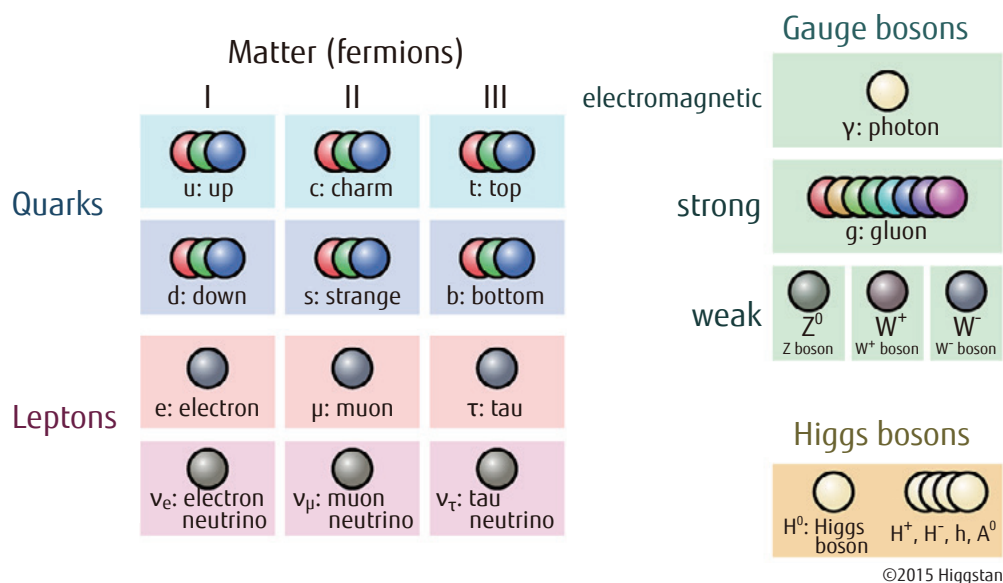 Matter (fermions)
I II III
Quarks
u: up
c: charm
t: top
d: down
s: strange
b: bottom
Leptons
e: electron
μ: muon
τ: tau
νe: electron
neutrino
νμ: muon
neutrino
ντ: tau
neutrino
Gauge bosons
electromagnetic
γ: photon
strong
g: gluon
weak
Z⁰
Z boson
W⁺
W⁺ boson
W⁻
W⁻ boson
Higgs bosons
H⁰: Higgs
boson
H⁺, H⁻, h, A⁰
©2015 Higgstan